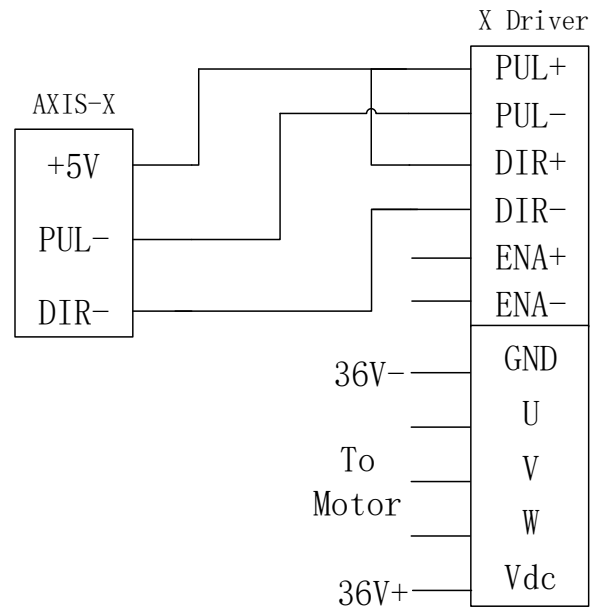 X Driver
AXIS-X
+5V
PUL-
DIR-
PUL+
PUL-
DIR+
DIR-
ENA+
ENA-
36V-
GND
U
To
Motor
V
W
36V+
Vdc